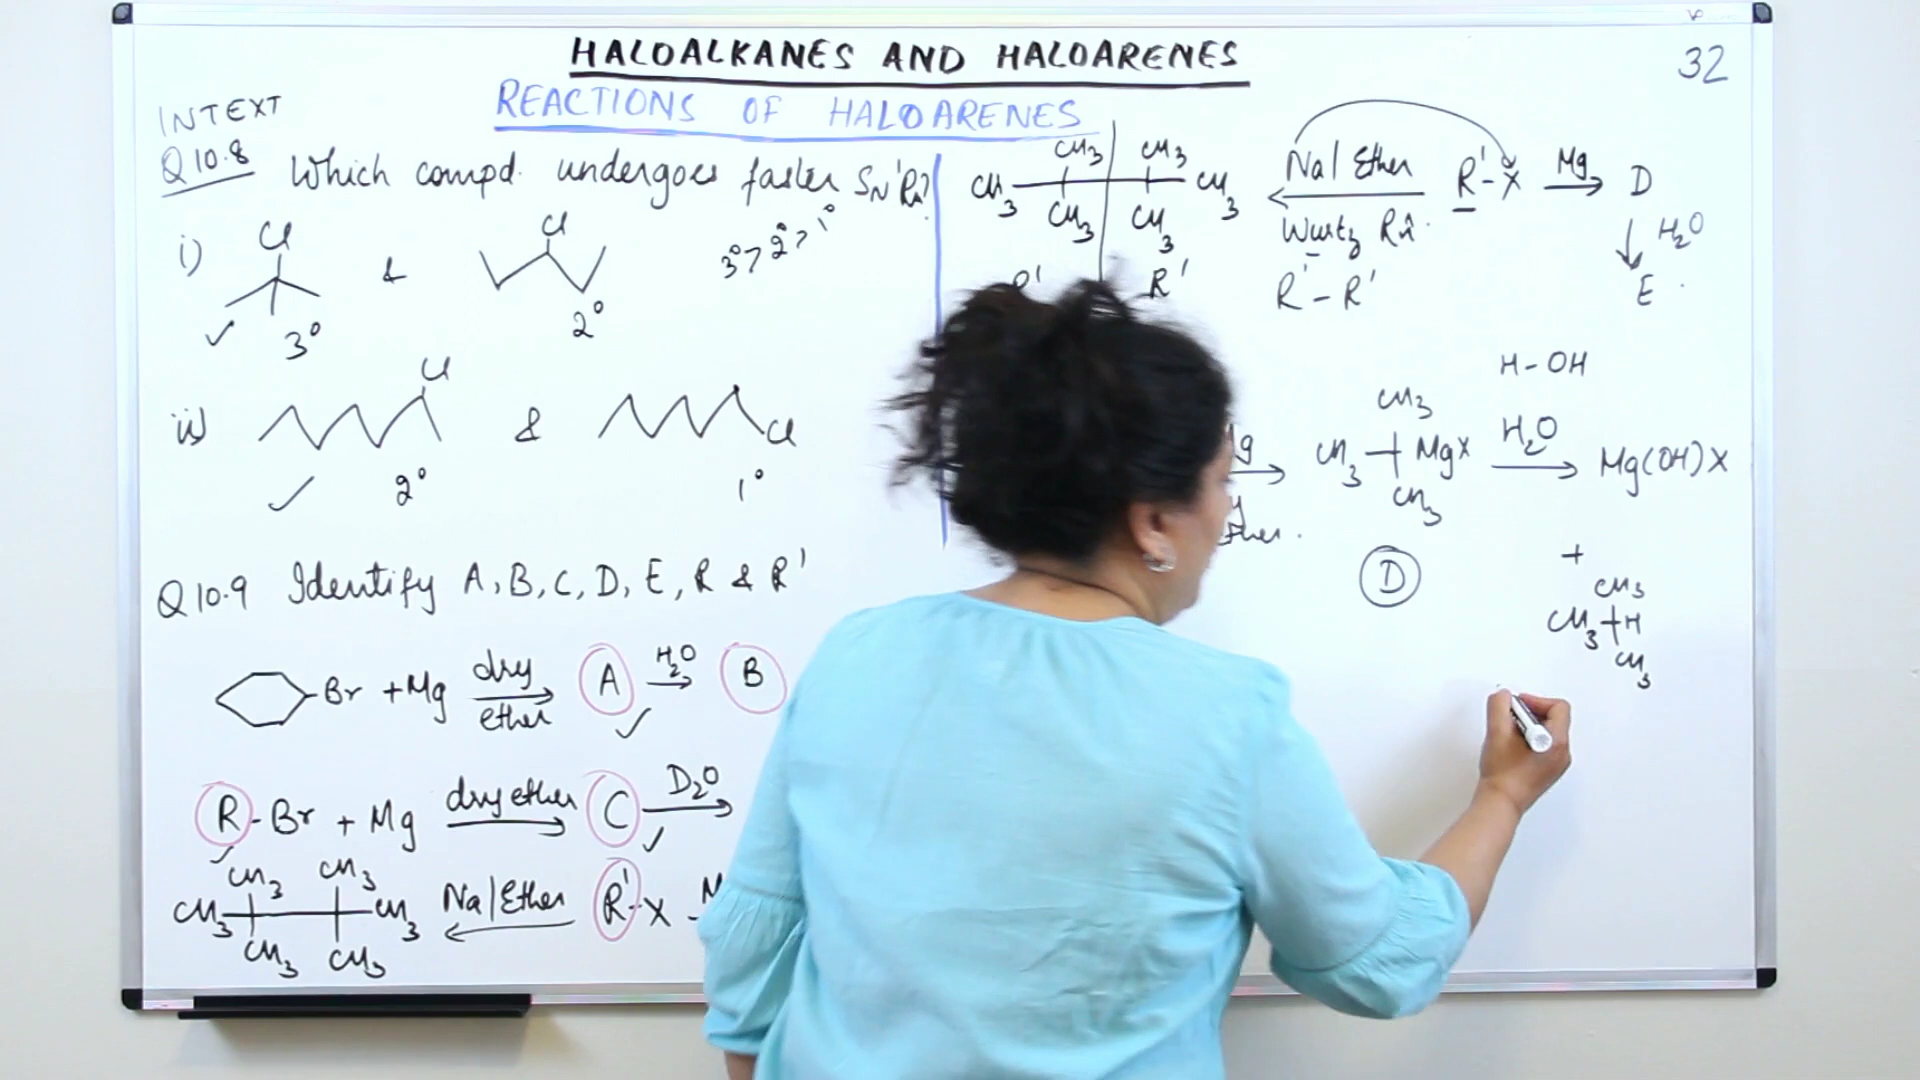 HALOALKANES AND HALOARENES
32
REACTIONS OF HALOARENES
INTEXT
Q10.8 Which compd. undergoes faster SN1 Rn?
i) Cl & Cl 3° > 2° > 1°
3° 2°
ii) Cl & Cl
2° 1°
Q10.9 Identify A, B, C, D, E, R & R'
Br + Mg dry ether A H2O B
R-Br + Mg dry ether C D2O
CH3 CH3
CH3 CH3 Na/Ether R'-X
CH3 CH3
CH3 CH3
CH3 CH3 Na/Ether R'-X Mg D
CH3 CH3 Wurtz Rn. H2O
R' R'-R' E
H-OH
CH3
CH3 MgX H2O Mg(OH)X
CH3
D
+
CH3
CH3 H
CH3